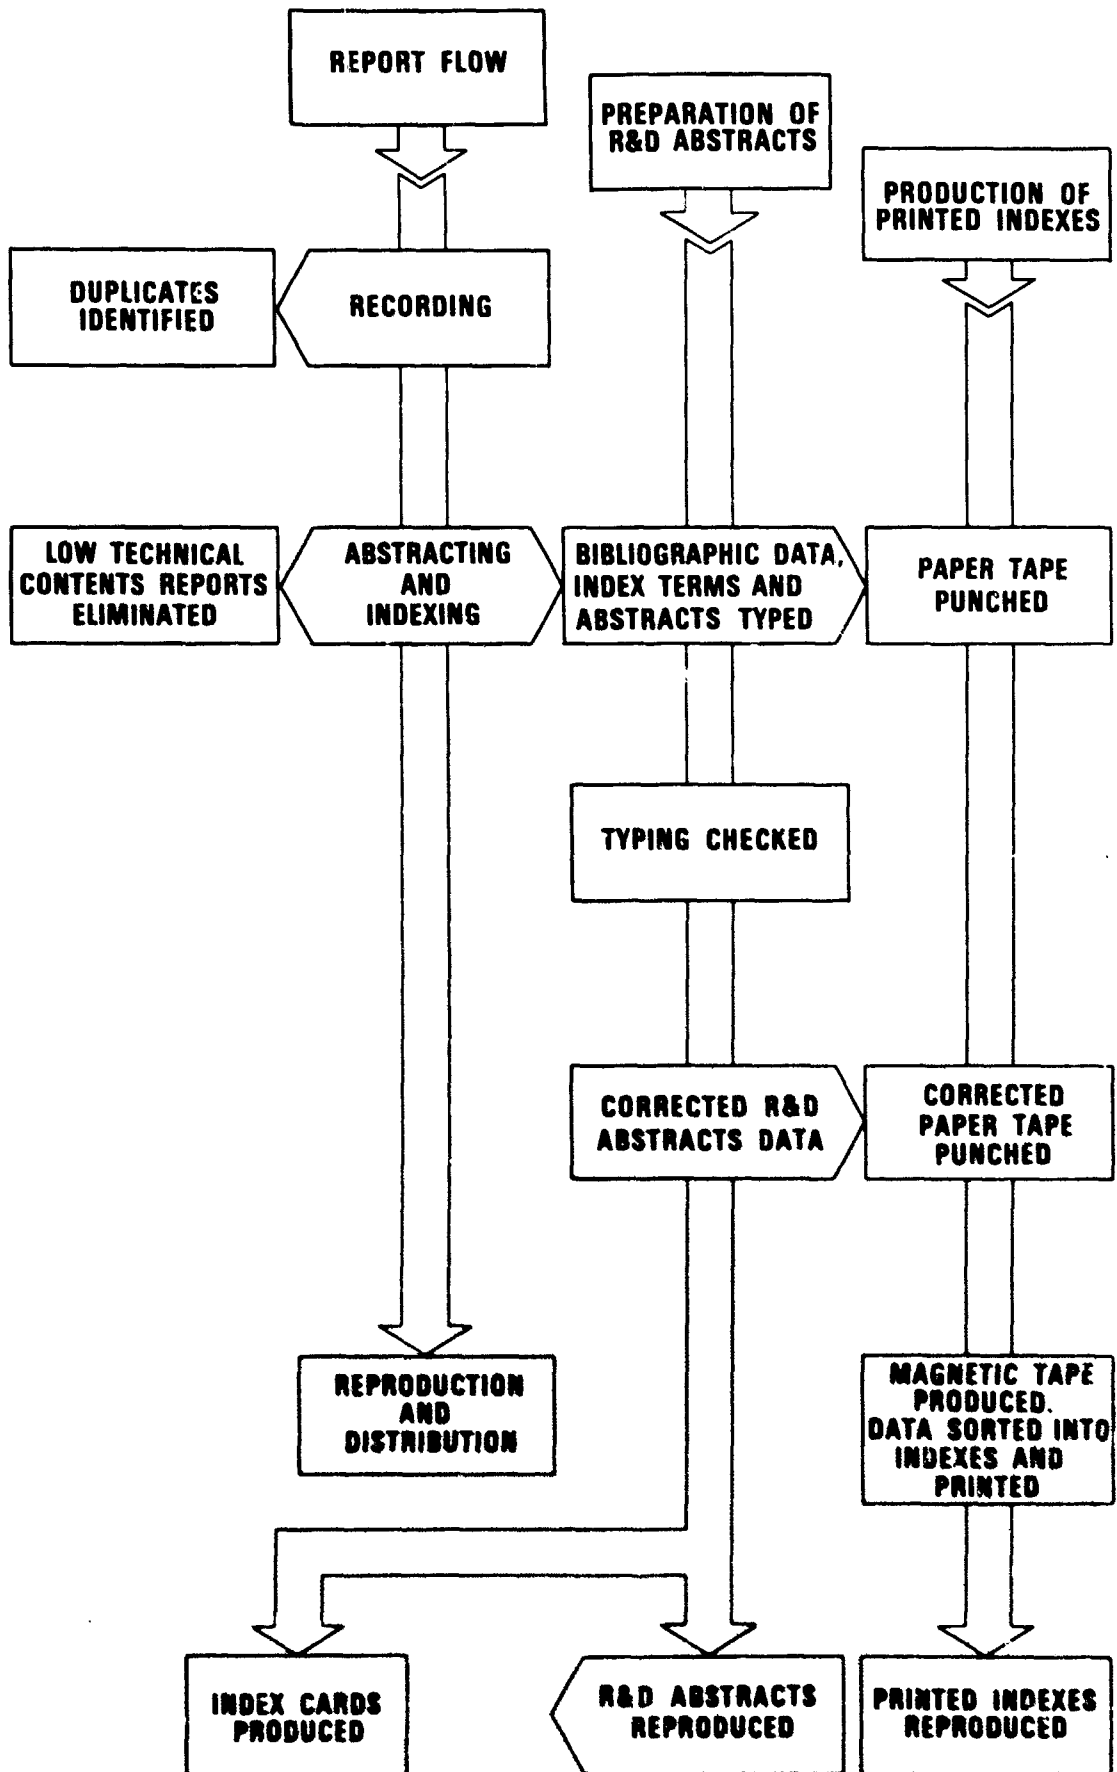 REPORT FLOW
PREPARATION OF
R&D ABSTRACTS
PRODUCTION OF
PRINTED INDEXES
DUPLICATES
IDENTIFIED
RECORDING
LOW TECHNICAL
CONTENTS REPORTS
ELIMINATED
ABSTRACTING
AND
INDEXING
BIBLIOGRAPHIC DATA,
INDEX TERMS AND
ABSTRACTS TYPED
PAPER TAPE
PUNCHED
TYPING CHECKED
CORRECTED R&D
ABSTRACTS DATA
CORRECTED
PAPER TAPE
PUNCHED
REPRODUCTION
AND
DISTRIBUTION
MAGNETIC TAPE
PRODUCED.
DATA SORTED INTO
INDEXES AND
PRINTED
INDEX CARDS
PRODUCED
R&D ABSTRACTS
REPRODUCED
PRINTED INDEXES
REPRODUCED